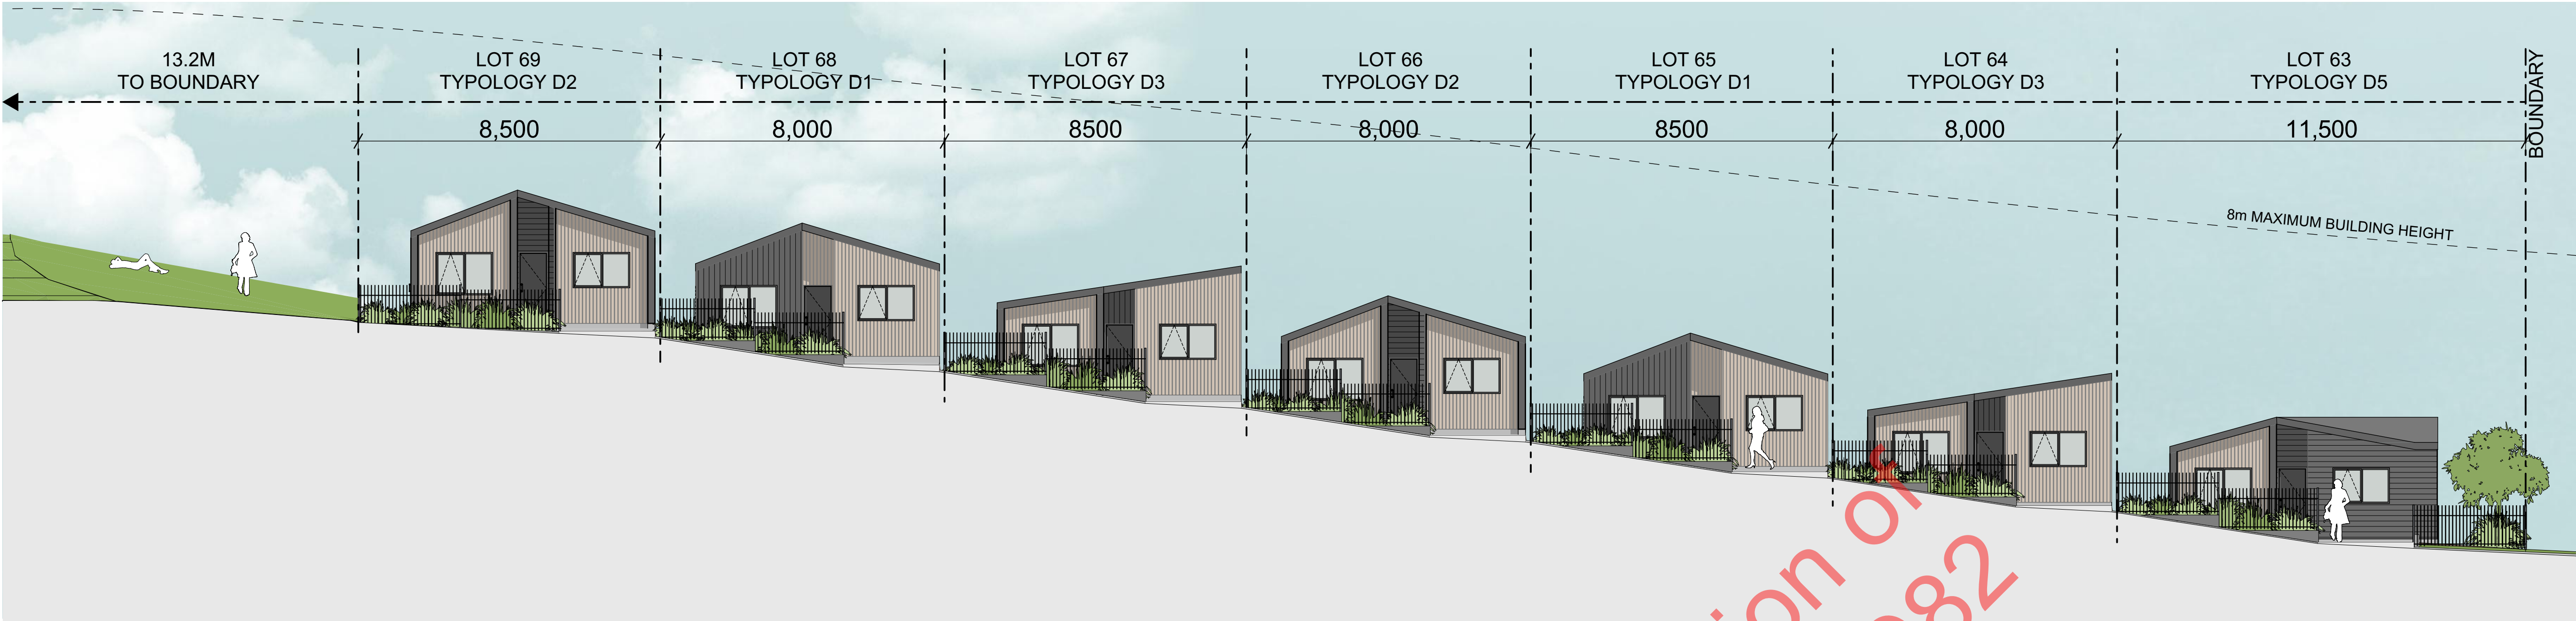 13.2M
TO BOUNDARY
LOT 69
TYPOLOGY D2
LOT 68
TYPOLOGY D1
LOT 67
TYPOLOGY D3
LOT 66
TYPOLOGY D2
LOT 65
TYPOLOGY D1
LOT 64
TYPOLOGY D3
LOT 63
TYPOLOGY D5
BOUNDARY
8,500
8,000
8500
8,000
8500
8,000
11,500
8m MAXIMUM BUILDING HEIGHT